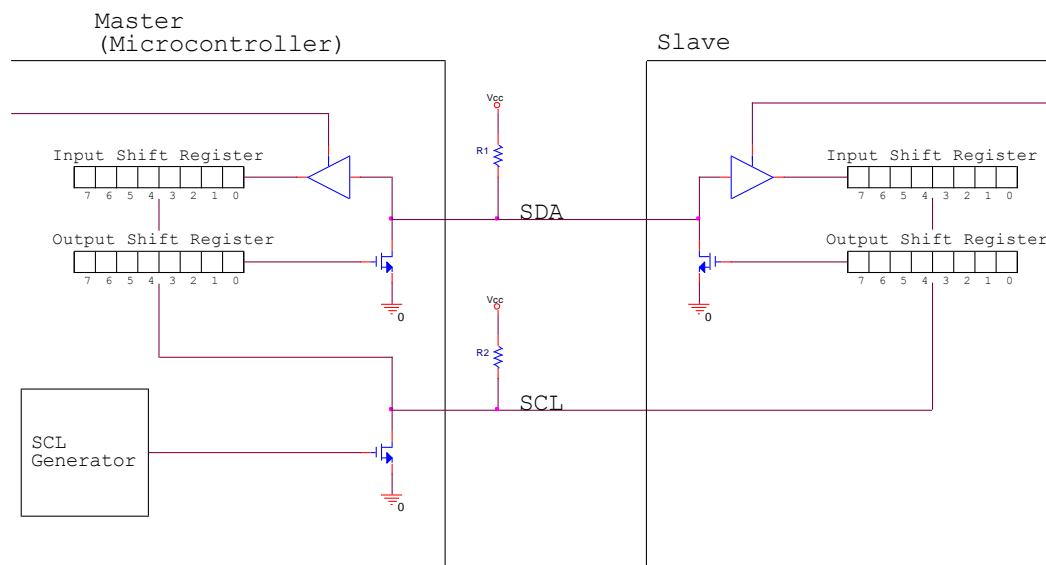 Master
(Microcontroller)
Slave
Vcc
R1
Input Shift Register
7 6 5 4 3 2 1 0
Input Shift Register
7 6 5 4 3 2 1 0
SDA
Output Shift Register
7 6 5 4 3 2 1 0
Output Shift Register
7 6 5 4 3 2 1 0
0
0
Vcc
R2
SCL
SCL
Generator
0